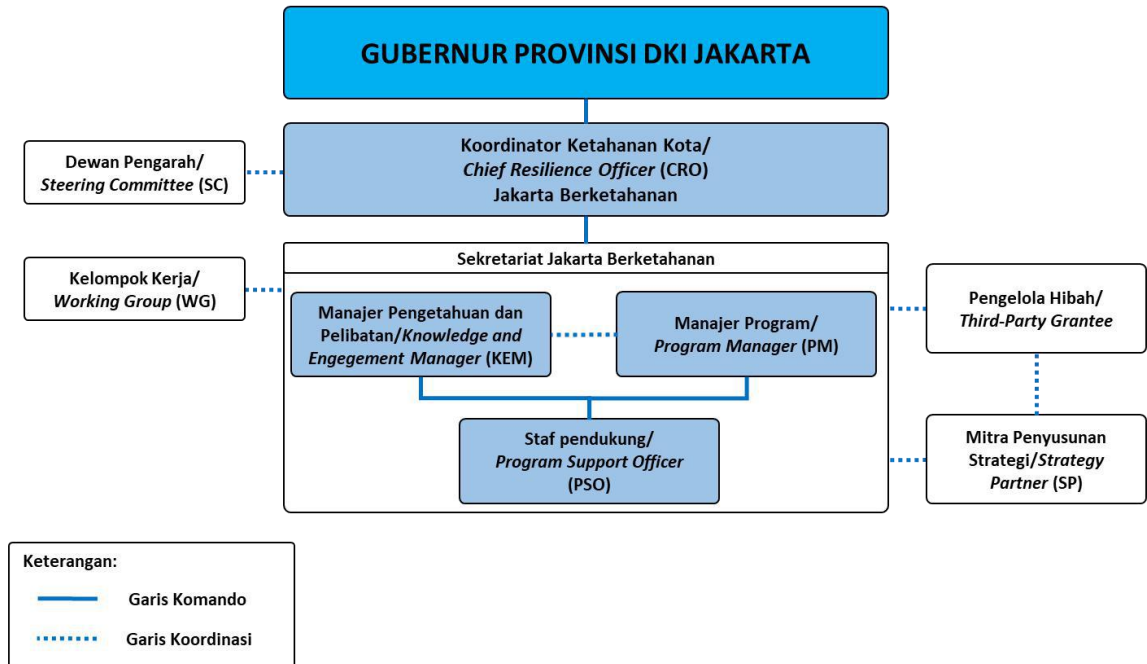 GUBERNUR PROVINSI DKI JAKARTA
Koordinator Ketahanan Kota/
Chief Resilience Officer (CRO)
Jakarta Berketahanan
Dewan Pengarah/
Steering Committee (SC)
Sekretariat Jakarta Berketahanan
Kelompok Kerja/
Working Group (WG)
Manajer Pengetahuan dan
Pelibatan/Knowledge and
Engegement Manager (KEM)
Manajer Program/
Program Manager (PM)
Pengelola Hibah/
Third-Party Grantee
Staf pendukung/
Program Support Officer
(PSO)
Mitra Penyusunan
Strategi/Strategy
Partner (SP)
Keterangan:
Garis Komando
Garis Koordinasi